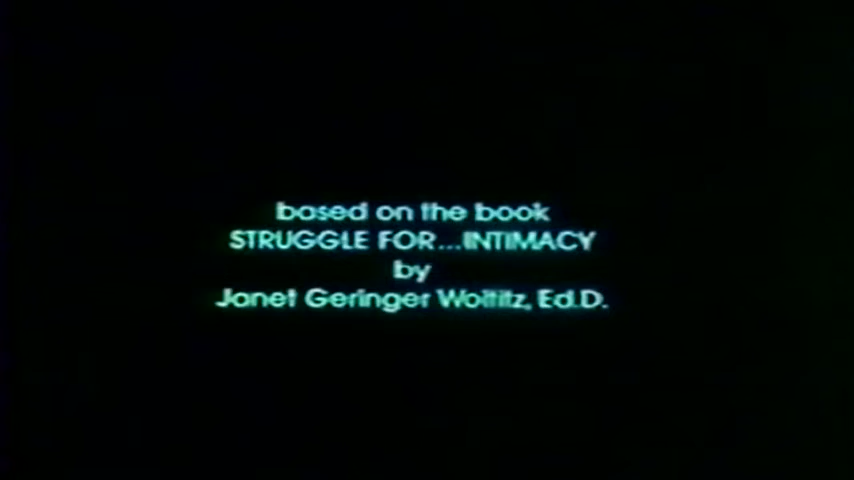 based on the book
STRUGGLE FOR...INTIMACY
by
Janet Geringer Woititz, Ed.D.